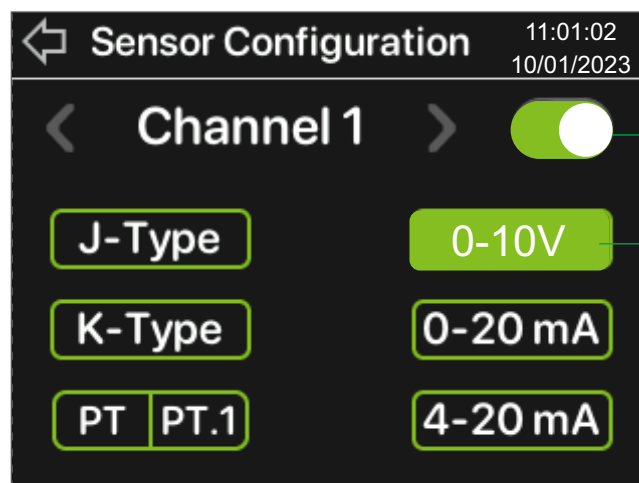 Sensor Configuration
11:01:02
10/01/2023
Channel 1
J-Type
0-10V
K-Type
0-20 mA
PT
PT.1
4-20 mA